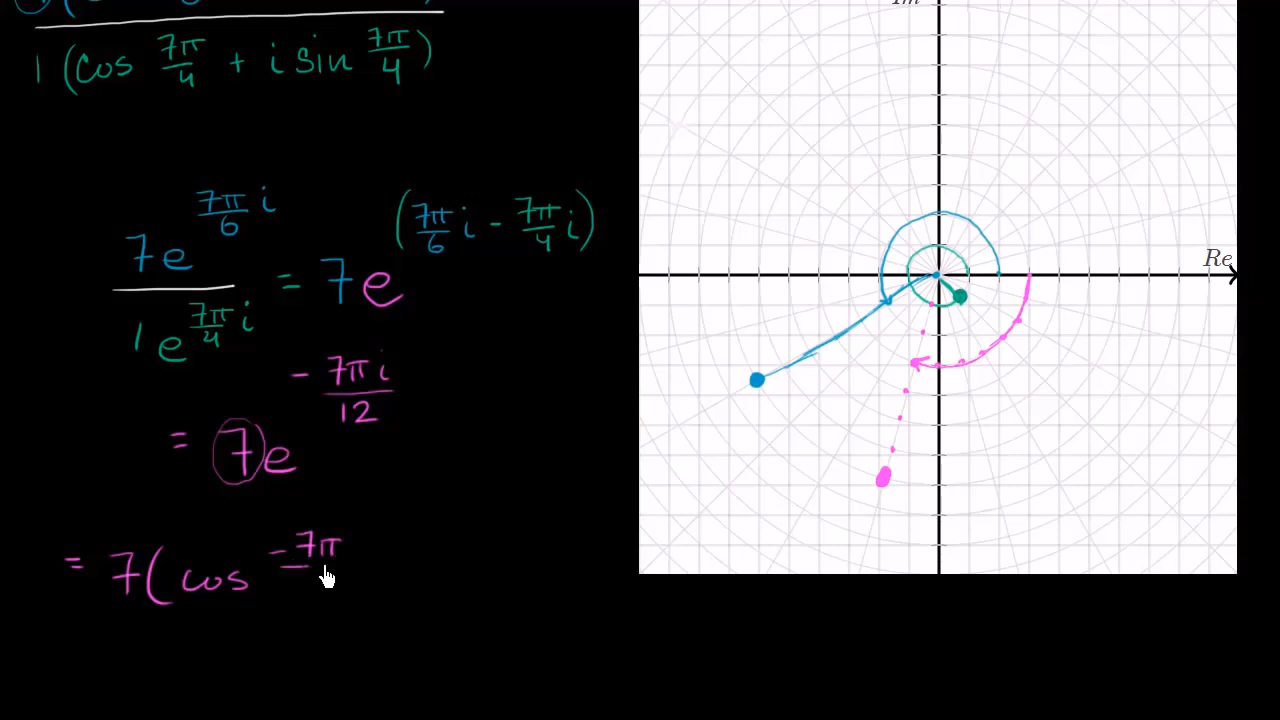 Im
1 (cos 7π/4 + i sin 7π/4)
7e^(7π/6 i) / 1e^(7π/4 i) = 7e^(7π/6 i - 7π/4 i)
= 7e^(-7πi/12)
= 7( cos -7π
Re